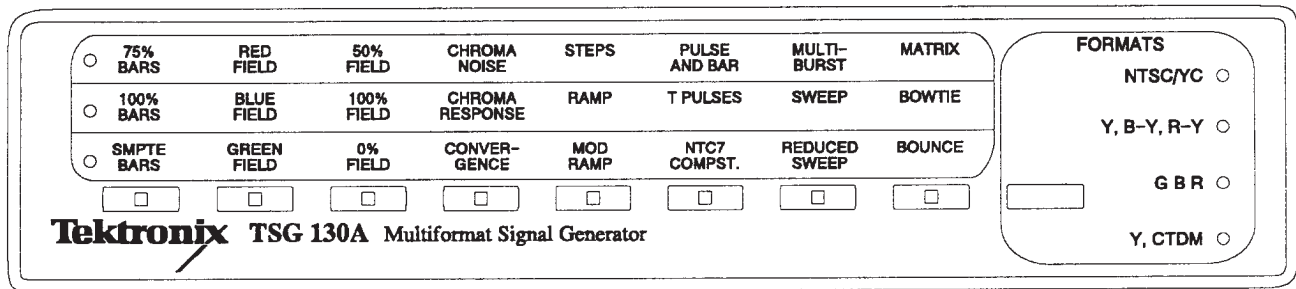 75% RED 50% CHROMA STEPS PULSE MULTI– MATRIX
BARS FIELD FIELD NOISE AND BAR BURST
100% BLUE 100% CHROMA RAMP T PULSES SWEEP BOWTIE
BARS FIELD FIELD RESPONSE
SMPTE GREEN 0% CONVER– MOD NTC7 REDUCED BOUNCE
BARS FIELD FIELD GENCE RAMP COMPST. SWEEP
Tektronix TSG 130A Multiformat Signal Generator
FORMATS
NTSC/YC
Y, B–Y, R–Y
G B R
Y, CTDM